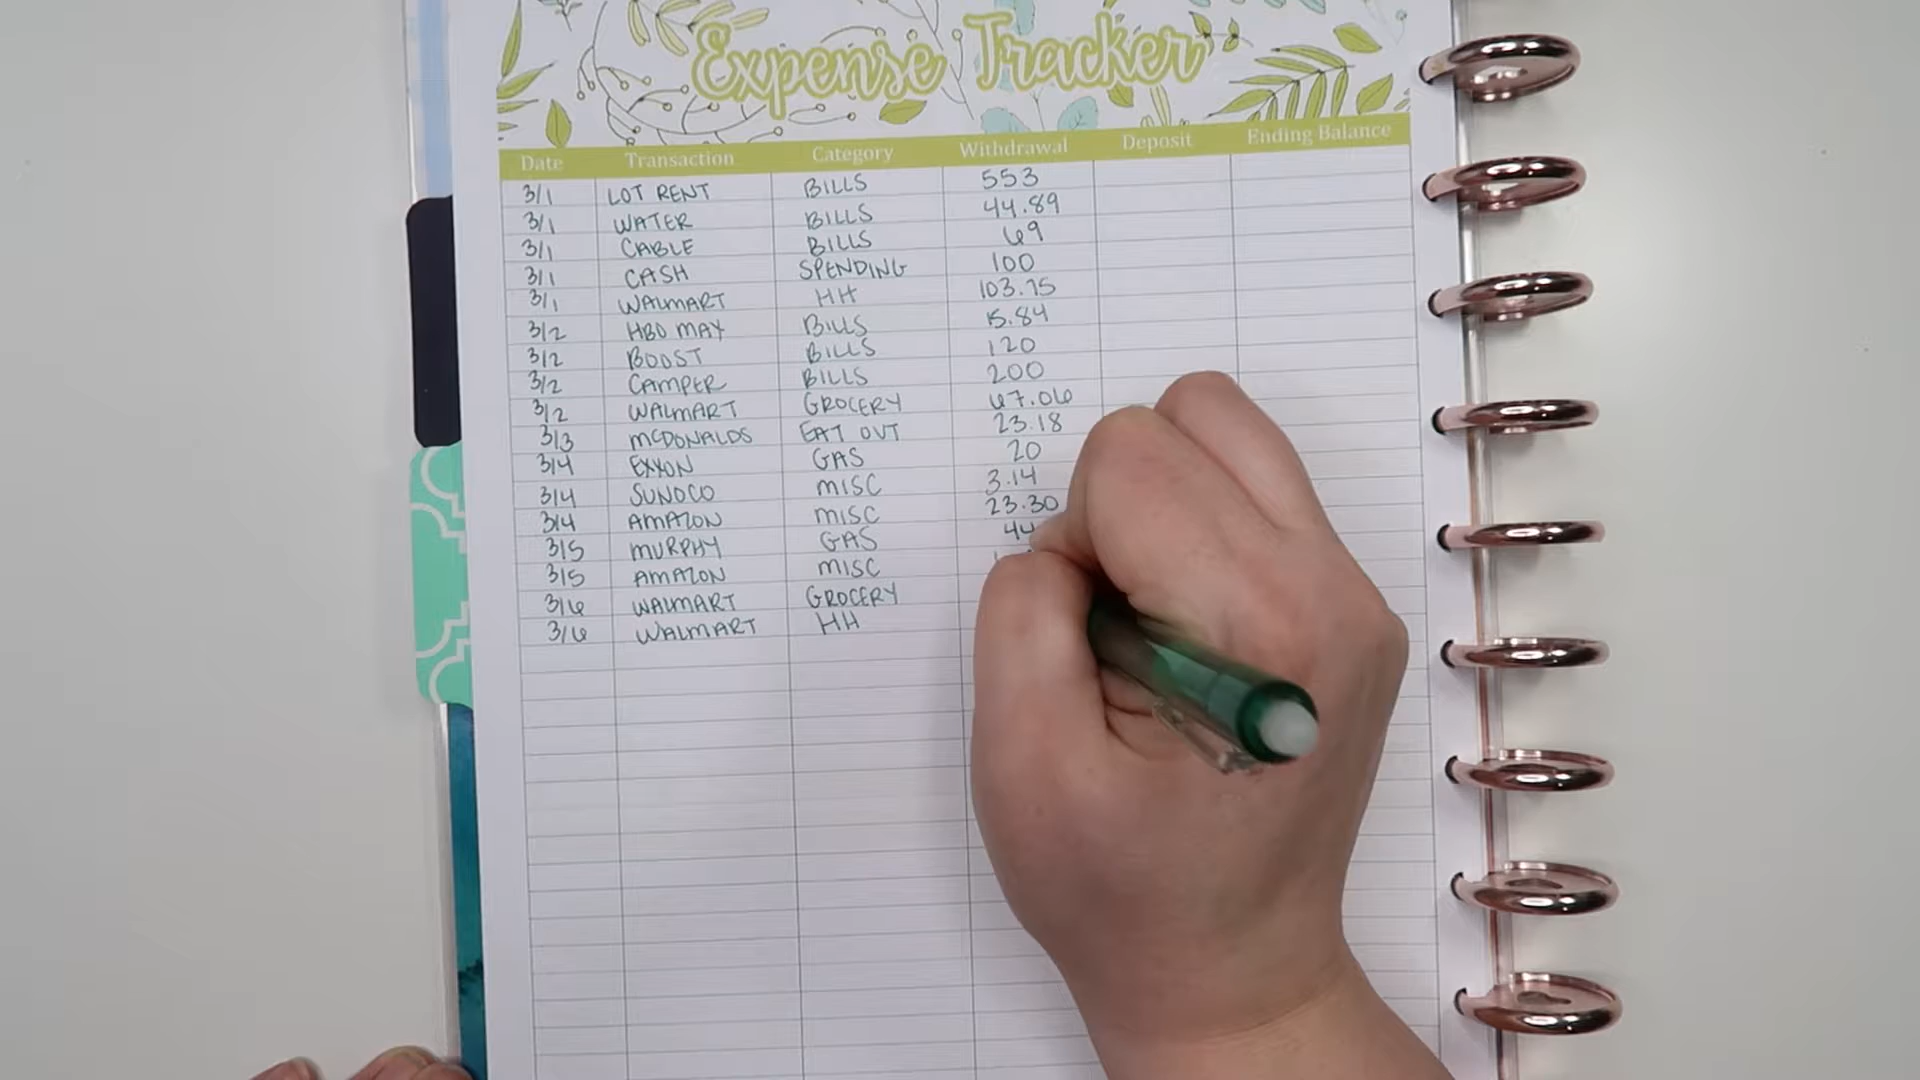 Expense Tracker
Date Transaction Category Withdrawal Deposit Ending Balance
3/1 LOT RENT BILLS 553
3/1 WATER BILLS 44.89
3/1 CABLE BILLS 69
3/1 CASH SPENDING 100
3/1 WALMART HH 103.75
3/2 HBO MAX BILLS 15.84
3/2 BOOST BILLS 120
3/2 CAMPER BILLS 200
3/2 WALMART GROCERY 67.06
3/3 MCDONALDS EAT OUT 23.18
3/4 EXXON GAS 20
3/4 SUNOCO MISC 3.14
3/4 AMAZON MISC 23.30
3/5 MURPHY GAS 44
3/5 AMAZON MISC
3/6 WALMART GROCERY
3/6 WALMART HH